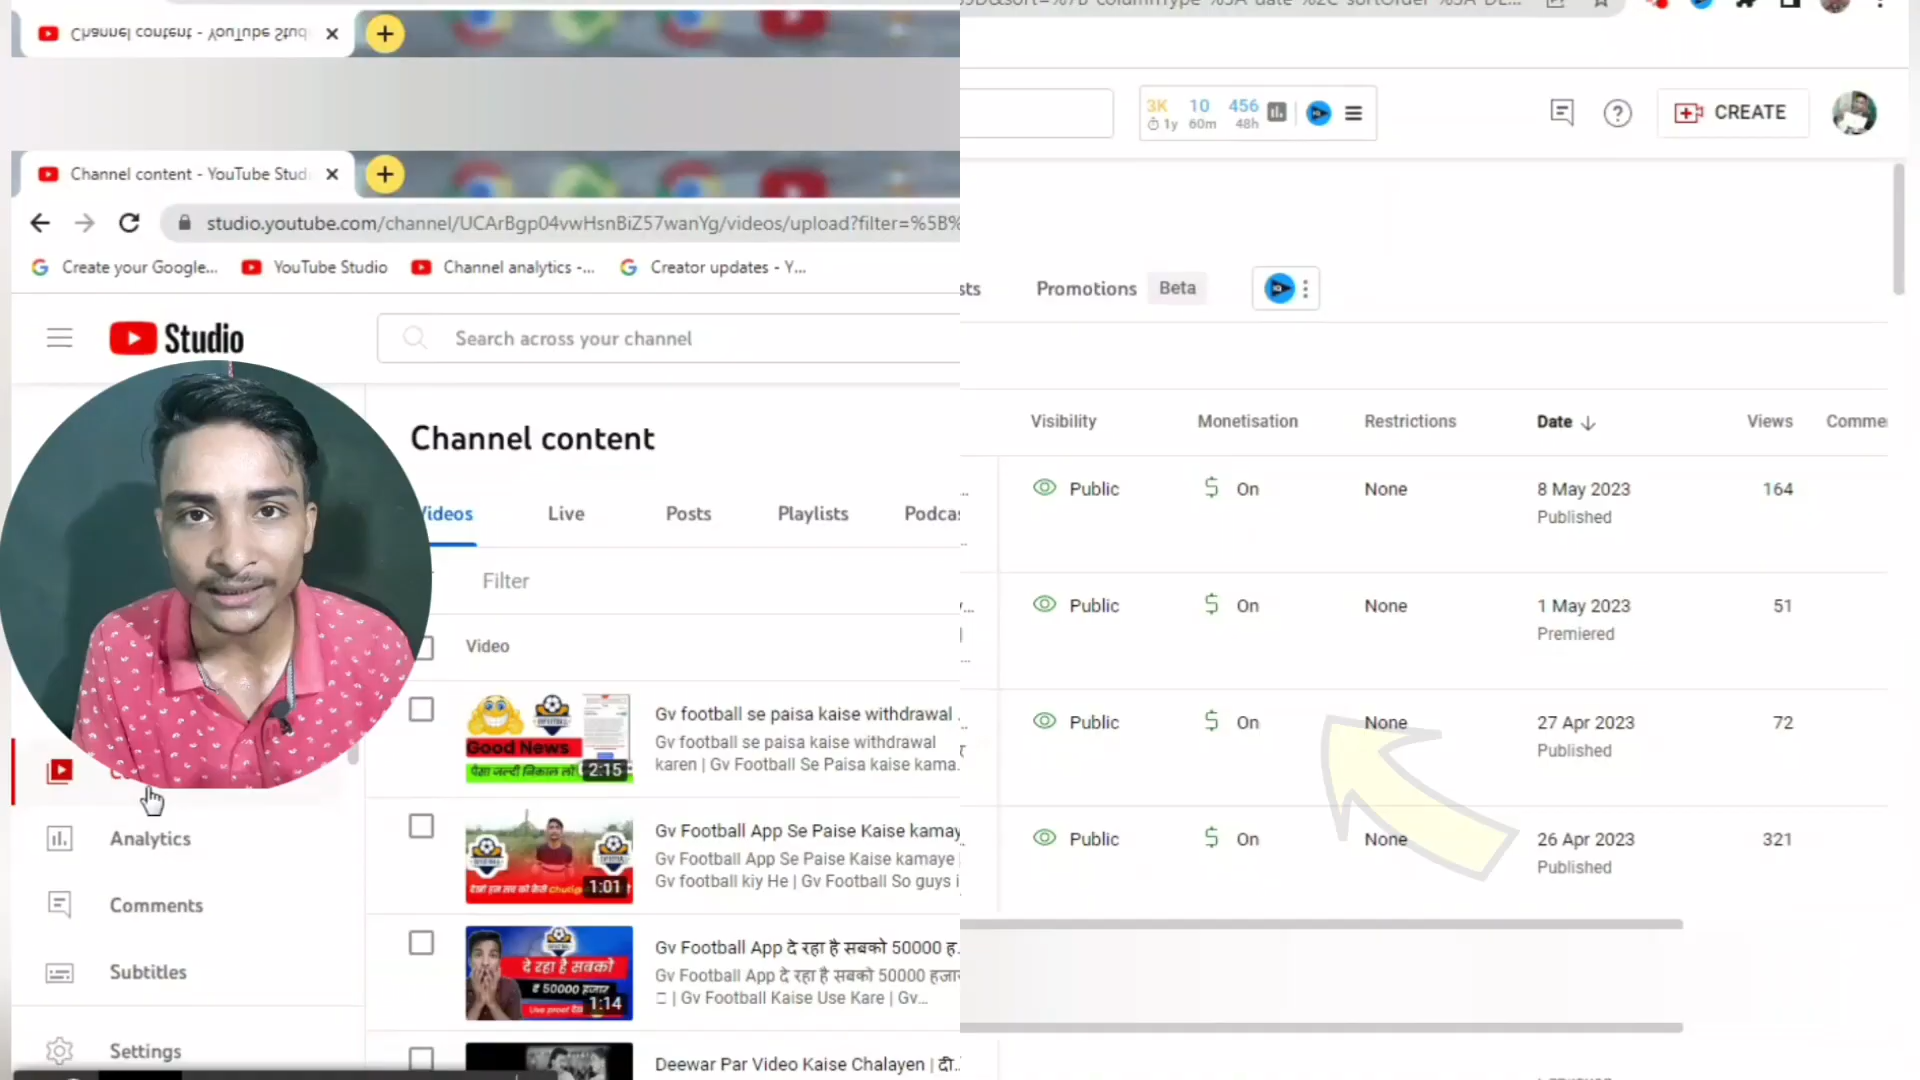 Channel content - YouTube Stud
Channel content - YouTube Stud
studio.youtube.com/channel/UCArBgp04vwHsnBiZ57wanYg/videos/upload?filter=%5B%
Create your Google... YouTube Studio Channel analytics -... Creator updates - Y...
Studio
Search across your channel
3K 10 456
1y 60m 48h
CREATE
Channel content
Promotions Beta
Videos Live Posts Playlists Podca
Filter
Video
Visibility Monetisation Restrictions Date Views Comme
Gv football se paisa kaise withdrawal ..
Gv football se paisa kaise withdrawal
karen | Gv Football Se Paisa kaise kama..
Good News
पैसा जल्दी निकाल लो
2:15
Public On None 8 May 2023 164
Published
Gv Football App Se Paise Kaise kamay
Gv Football App Se Paise Kaise kamaye
Gv football kiy He | Gv Football So guys i
1:01
Public On None 1 May 2023 51
Premiered
Gv Football App दे रहा है सबको 50000 ह..
Gv Football App दे रहा है सबको 50000 हजा
| Gv Football Kaise Use Kare | Gv...
दे रहा है सबको
₹ 50000 हजार
1:14
Public On None 27 Apr 2023 72
Published
Deewar Par Video Kaise Chalayen | दी..
Public On None 26 Apr 2023 321
Published
Analytics
Comments
Subtitles
Settings